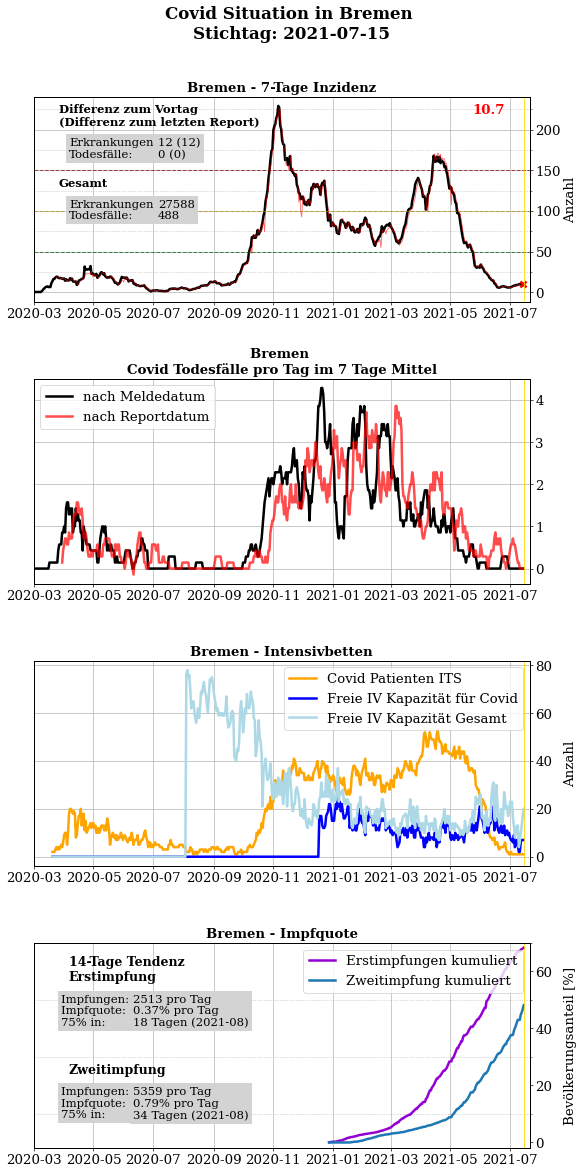 Covid Situation in Bremen
Stichtag: 2021-07-15
Bremen - 7-Tage Inzidenz
Differenz zum Vortag
(Differenz zum letzten Report)
10.7
Erkrankungen 12 (12)
Todesfälle: 0 (0)
Gesamt
Erkrankungen 27588
Todesfälle: 488
200
150
100
50
0
Anzahl
2020-03 2020-05 2020-07 2020-09 2020-11 2021-01 2021-03 2021-05 2021-07
Bremen
Covid Todesfälle pro Tag im 7 Tage Mittel
nach Meldedatum
nach Reportdatum
4
3
2
1
0
2020-03 2020-05 2020-07 2020-09 2020-11 2021-01 2021-03 2021-05 2021-07
Bremen - Intensivbetten
Covid Patienten ITS
Freie IV Kapazität für Covid
Freie IV Kapazität Gesamt
80
60
40
20
0
Anzahl
2020-03 2020-05 2020-07 2020-09 2020-11 2021-01 2021-03 2021-05 2021-07
Bremen - Impfquote
14-Tage Tendenz
Erstimpfung
Impfungen: 2513 pro Tag
Impfquote: 0.37% pro Tag
75% in: 18 Tagen (2021-08)
Zweitimpfung
Impfungen: 5359 pro Tag
Impfquote: 0.79% pro Tag
75% in: 34 Tagen (2021-08)
Erstimpfungen kumuliert
Zweitimpfung kumuliert
60
40
20
0
Bevölkerungsanteil [%]
2020-03 2020-05 2020-07 2020-09 2020-11 2021-01 2021-03 2021-05 2021-07